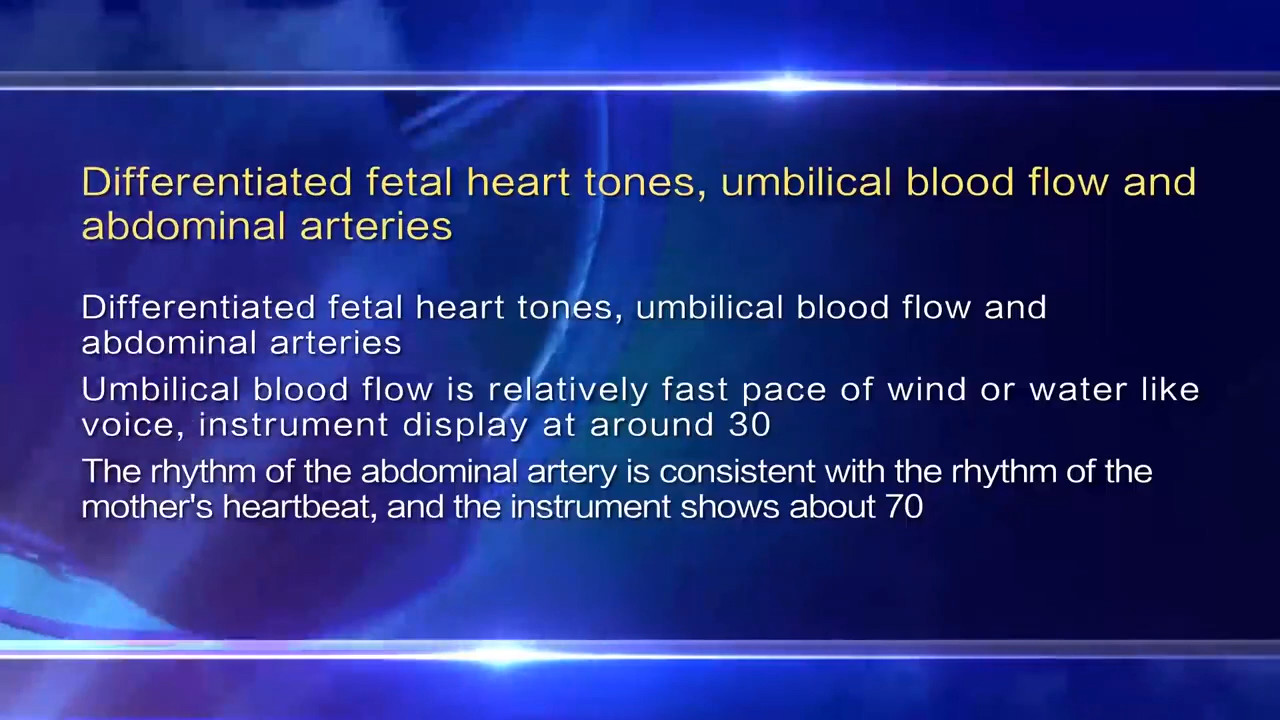 Differentiated fetal heart tones, umbilical blood flow and
abdominal arteries
Differentiated fetal heart tones, umbilical blood flow and
abdominal arteries
Umbilical blood flow is relatively fast pace of wind or water like
voice, instrument display at around 30
The rhythm of the abdominal artery is consistent with the rhythm of the
mother's heartbeat, and the instrument shows about 70